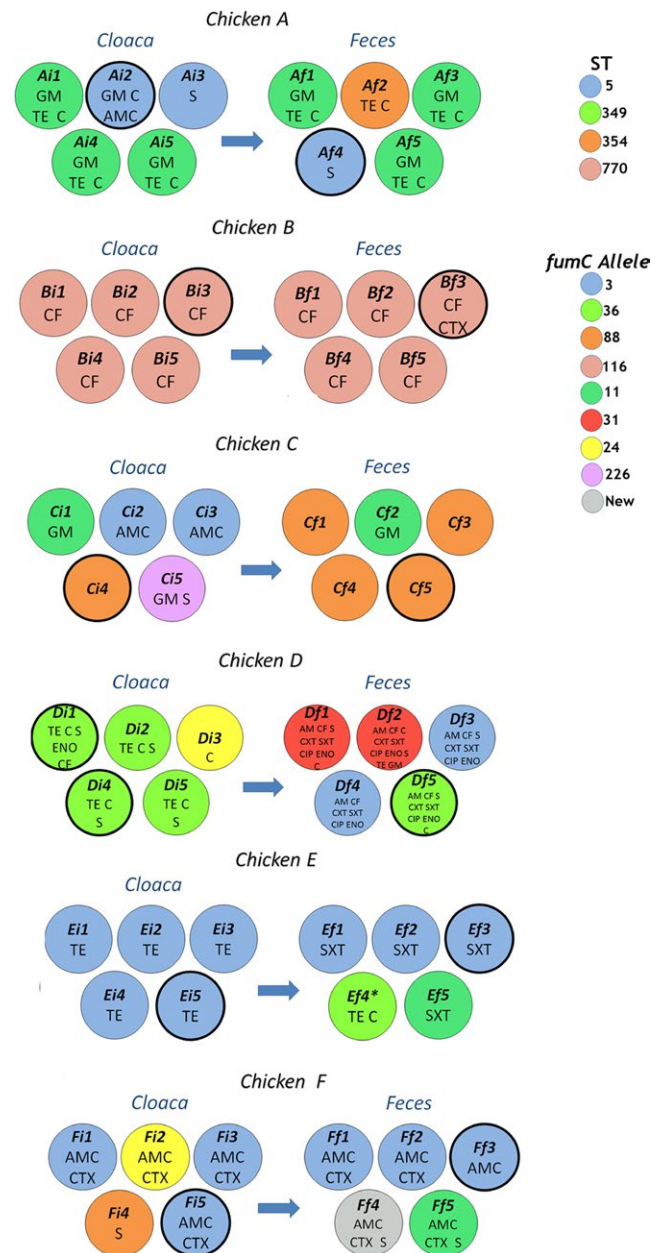 Chicken A
Cloaca
Feces
Ai1
GM
TE C
Ai2
GM C
AMC
Ai3
S
Ai4
GM
TE C
Ai5
GM
TE C
Af1
GM
TE C
Af2
TE C
Af3
GM
TE C
Af4
S
Af5
GM
TE C
ST
5
349
354
770
Chicken B
Cloaca
Feces
Bi1
CF
Bi2
CF
Bi3
CF
Bi4
CF
Bi5
CF
Bf1
CF
Bf2
CF
Bf3
CF
CTX
Bf4
CF
Bf5
CF
fumC Allele
3
36
88
116
11
31
24
226
New
Chicken C
Cloaca
Feces
Ci1
GM
Ci2
AMC
Ci3
AMC
Ci4
Ci5
GM S
Cf1
Cf2
GM
Cf3
Cf4
Cf5
Chicken D
Cloaca
Feces
Di1
TE C S
ENO
CF
Di2
TE C S
Di3
C
Di4
TE C
S
Di5
TE C
S
Df1
AM CF S
CXT SXT
CIP ENO
C
Df2
AM CF C
CXT SXT
CIP ENO S
TE GM
Df3
AM CF S
CXT SXT
CIP ENO
Df4
AM CF
CXT SXT
CIP ENO
Df5
AM CF S
CXT SXT
CIP ENO
C
Chicken E
Cloaca
Feces
Ei1
TE
Ei2
TE
Ei3
TE
Ei4
TE
Ei5
TE
Ef1
SXT
Ef2
SXT
Ef3
SXT
Ef4*
TE C
Ef5
SXT
Chicken F
Cloaca
Feces
Fi1
AMC
CTX
Fi2
AMC
CTX
Fi3
AMC
CTX
Fi4
S
Fi5
AMC
CTX
Ff1
AMC
CTX
Ff2
AMC
CTX
Ff3
AMC
Ff4
AMC
CTX S
Ff5
AMC
CTX S